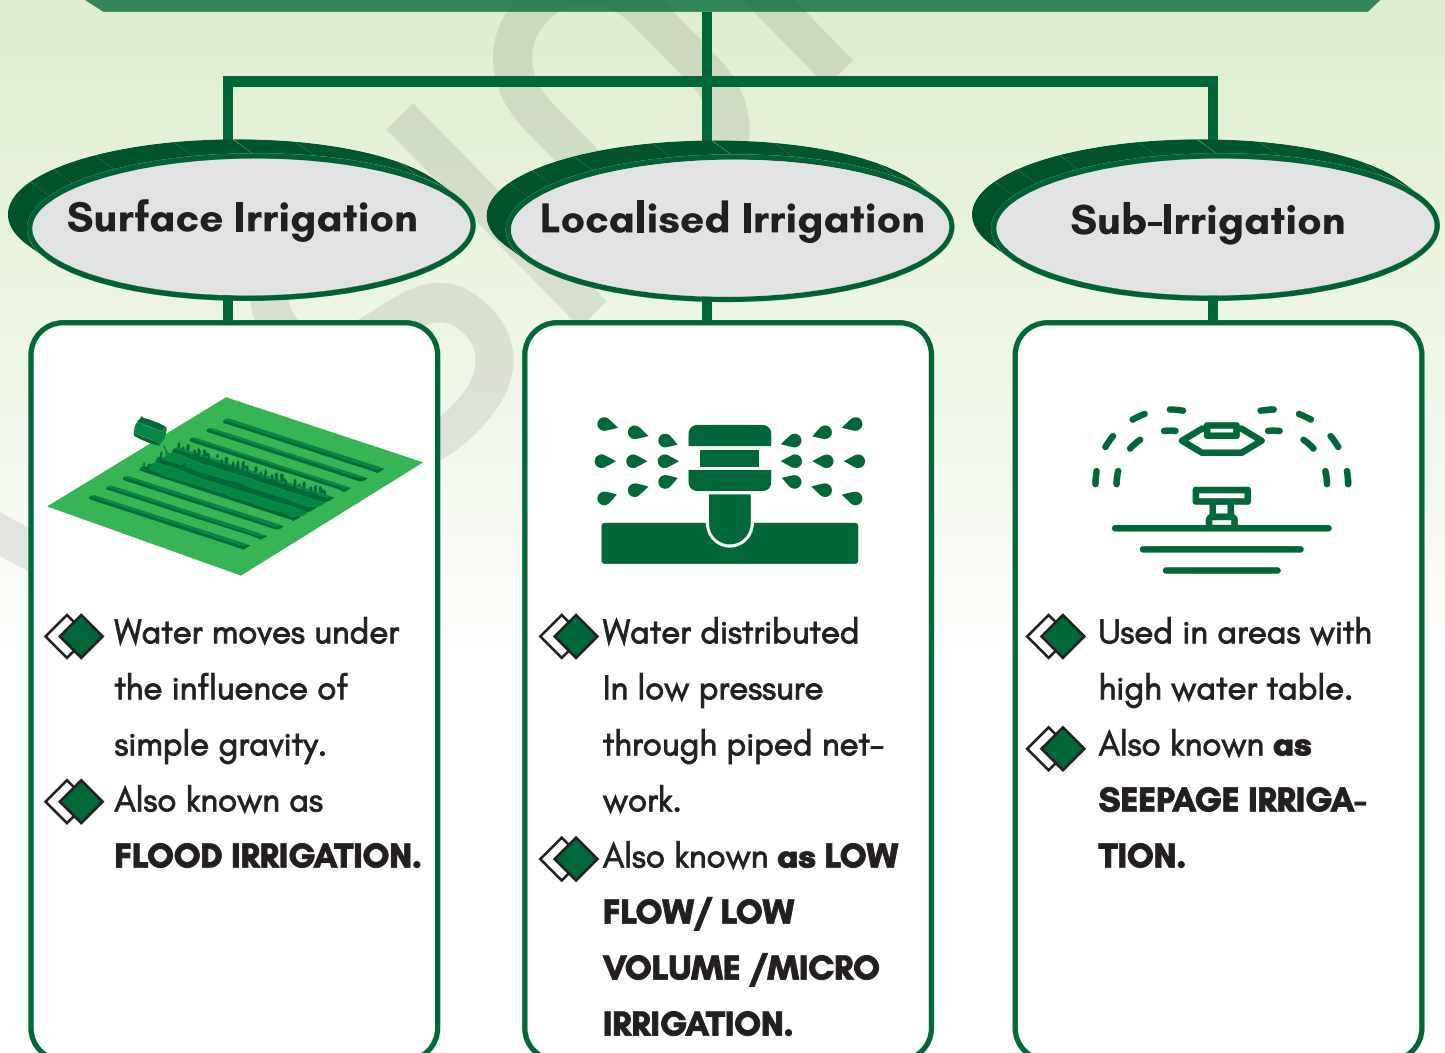 Surface Irrigation
Localised Irrigation
Sub-Irrigation
Water moves under
the influence of
simple gravity.
Also known as
FLOOD IRRIGATION.
Water distributed
In low pressure
through piped net-
work.
Also known as LOW
FLOW/ LOW
VOLUME /MICRO
IRRIGATION.
Used in areas with
high water table.
Also known as
SEEPAGE IRRIGA-
TION.